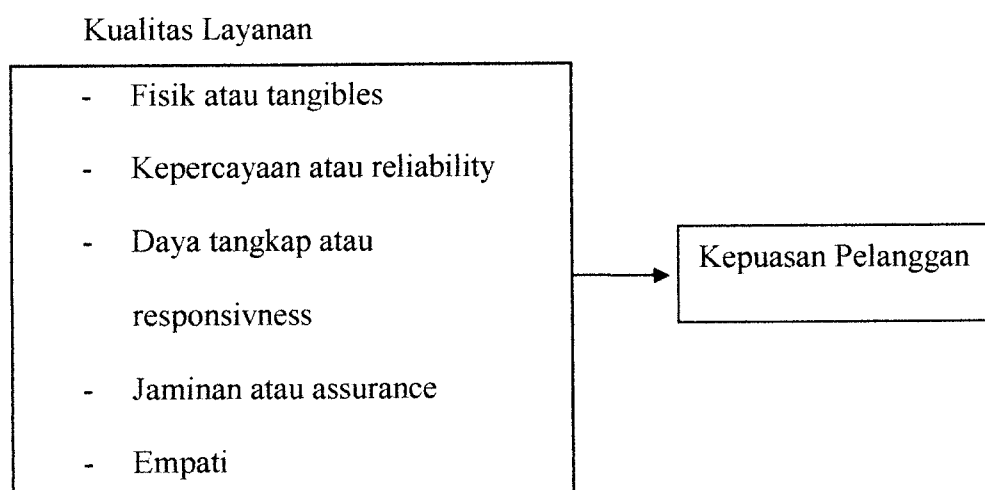 Kualitas Layanan
- Fisik atau tangibles
- Kepercayaan atau reliability
- Daya tangkap atau
responsivness
- Jaminan atau assurance
- Empati
Kepuasan Pelanggan